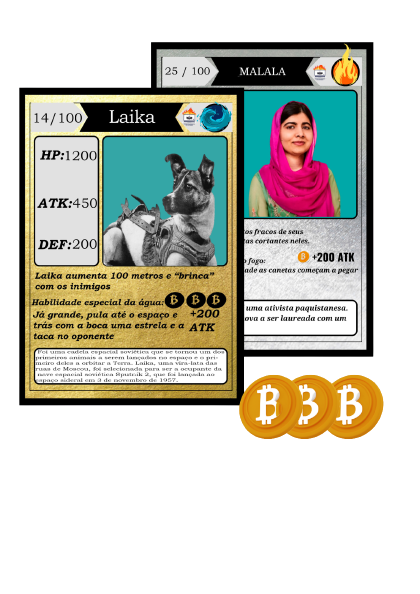 25 / 100
MALALA
14/100
Laika
HP:1200
ATK:450
DEF:200
Laika aumenta 100 metros e “brinca”
com os inimigos
Habilidade especial da água:
Já grande, pula até o espaço e
trás com a boca uma estrela e a
taca no oponente
+200
ATK
Foi uma cadela espacial soviética que se tornou um dos
primeiros animais a serem lançados no espaço e o pri-
meiro deles a orbitar a Terra. Laika, uma vira-lata das
ruas de Moscou, foi selecionada para ser a ocupante da
nave espacial soviética Sputnik 2, que foi lançada ao
espaço sideral em 3 de novembro de 1957.
tos fracos de seus
tas cortantes neles.
o fogo:
+200 ATK
ade as canetas começam a pegar
uma ativista paquistanesa.
ova a ser laureada com um